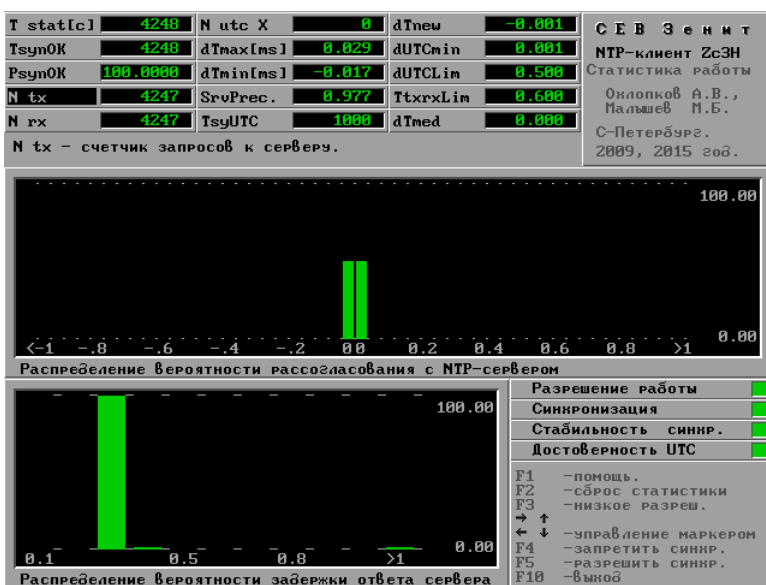 T stat[c] 4248 N utc X 0 dTnew -0.001
TsynOK 4248 dTmax[ms] 0.029 dUTCmin 0.001
PsynOK 100.0000 dTmin[ms] -0.017 dUTCLim 0.500
N tx 4247 SrvPrec. 0.977 TtxrxLim 0.600
N rx 4247 TsyUTC 1000 dTmed 0.000
N tx - счетчик запросов к серверу.
СЕВ Зенит
NTP-клиент ZcЗН
Статистика работы
Охлопков А.В.,
Малышев М.Б.
С-Петербург.
2009, 2015 год.
100.00
0.00
<-1 -.8 -.6 -.4 -.2 0 0 0.2 0.4 0.6 0.8 >1
Распределение вероятности рассогласования с NTP-сервером
100.00
0.00
0.1 0.5 0.8 >1
Распределение вероятности задержки ответа сервера
Разрешение работы
Синхронизация
Стабильность синхр.
Достоверность UTC
F1 -помощь.
F2 -сброс статистики
F3 -низкое разреш.
→ ↑
← ↓ -управление маркером
F4 -запретить синхр.
F5 -разрешить синхр.
F10 -выход